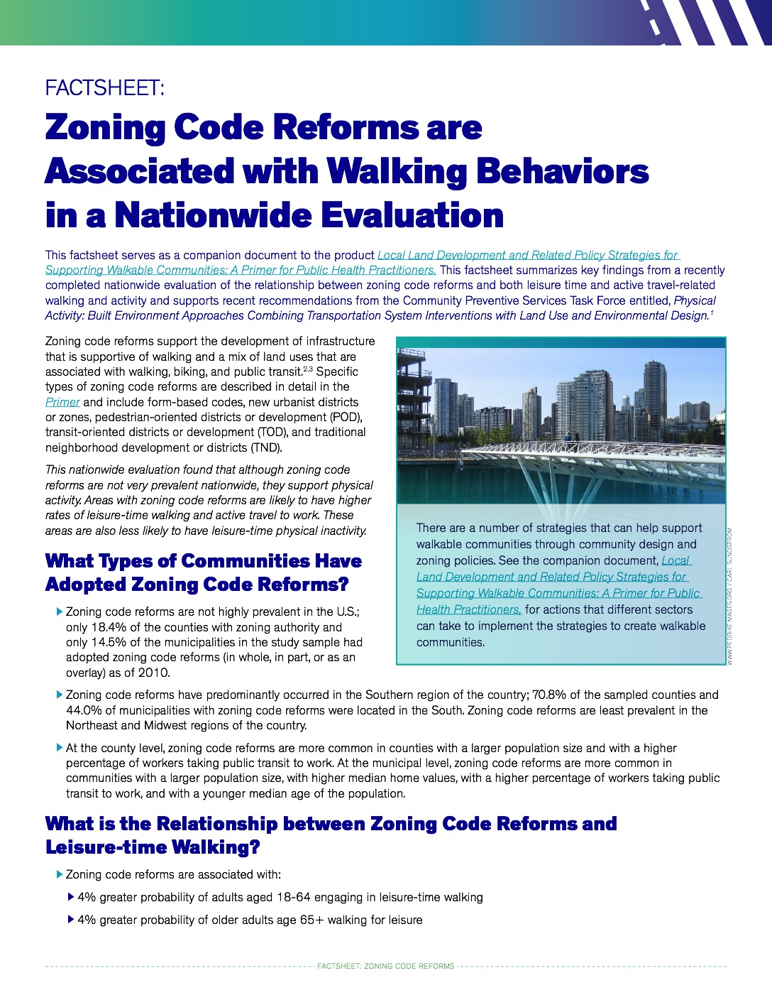 FACTSHEET:
Zoning Code Reforms are
Associated with Walking Behaviors
in a Nationwide Evaluation
This factsheet serves as a companion document to the product Local Land Development and Related Policy Strategies for
Supporting Walkable Communities: A Primer for Public Health Practitioners. This factsheet summarizes key findings from a recently
completed nationwide evaluation of the relationship between zoning code reforms and both leisure time and active travel-related
walking and activity and supports recent recommendations from the Community Preventive Services Task Force entitled, Physical
Activity: Built Environment Approaches Combining Transportation System Interventions with Land Use and Environmental Design.1
Zoning code reforms support the development of infrastructure
that is supportive of walking and a mix of land uses that are
associated with walking, biking, and public transit.2,3 Specific
types of zoning code reforms are described in detail in the
Primer and include form-based codes, new urbanist districts
or zones, pedestrian-oriented districts or development (POD),
transit-oriented districts or development (TOD), and traditional
neighborhood development or districts (TND).
This nationwide evaluation found that although zoning code
reforms are not very prevalent nationwide, they support physical
activity. Areas with zoning code reforms are likely to have higher
rates of leisure-time walking and active travel to work. These
areas are also less likely to have leisure-time physical inactivity.
What Types of Communities Have
Adopted Zoning Code Reforms?
Zoning code reforms are not highly prevalent in the U.S.;
only 18.4% of the counties with zoning authority and
only 14.5% of the municipalities in the study sample had
adopted zoning code reforms (in whole, in part, or as an
overlay) as of 2010.
There are a number of strategies that can help support
walkable communities through community design and
zoning policies. See the companion document, Local
Land Development and Related Policy Strategies for
Supporting Walkable Communities: A Primer for Public
Health Practitioners, for actions that different sectors
can take to implement the strategies to create walkable
communities.
WWW.PEDBIKEIMAGES.ORG / CARL SUNDSTROM
Zoning code reforms have predominantly occurred in the Southern region of the country; 70.8% of the sampled counties and
44.0% of municipalities with zoning code reforms were located in the South. Zoning code reforms are least prevalent in the
Northeast and Midwest regions of the country.
At the county level, zoning code reforms are more common in counties with a larger population size and with a higher
percentage of workers taking public transit to work. At the municipal level, zoning code reforms are more common in
communities with a larger population size, with higher median home values, with a higher percentage of workers taking public
transit to work, and with a younger median age of the population.
What is the Relationship between Zoning Code Reforms and
Leisure-time Walking?
Zoning code reforms are associated with:
4% greater probability of adults aged 18-64 engaging in leisure-time walking
4% greater probability of older adults age 65+ walking for leisure
FACTSHEET: ZONING CODE REFORMS